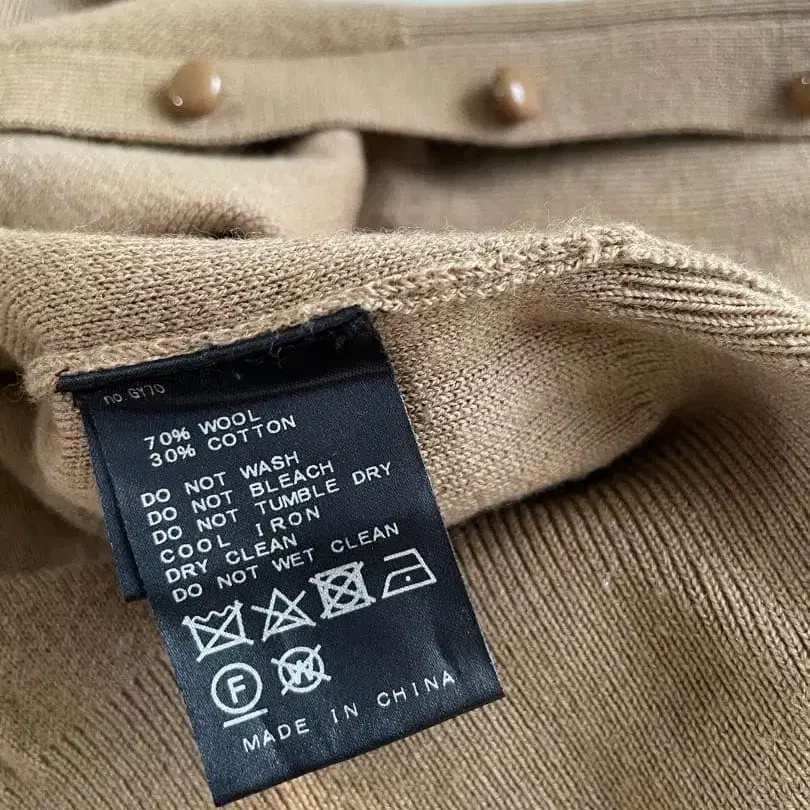 no.GY70
70% WOOL
30% COTTON
DO NOT WASH
DO NOT BLEACH
DO NOT TUMBLE DRY
COOL IRON
DRY CLEAN
DO NOT WET CLEAN
F W
MADE IN CHINA